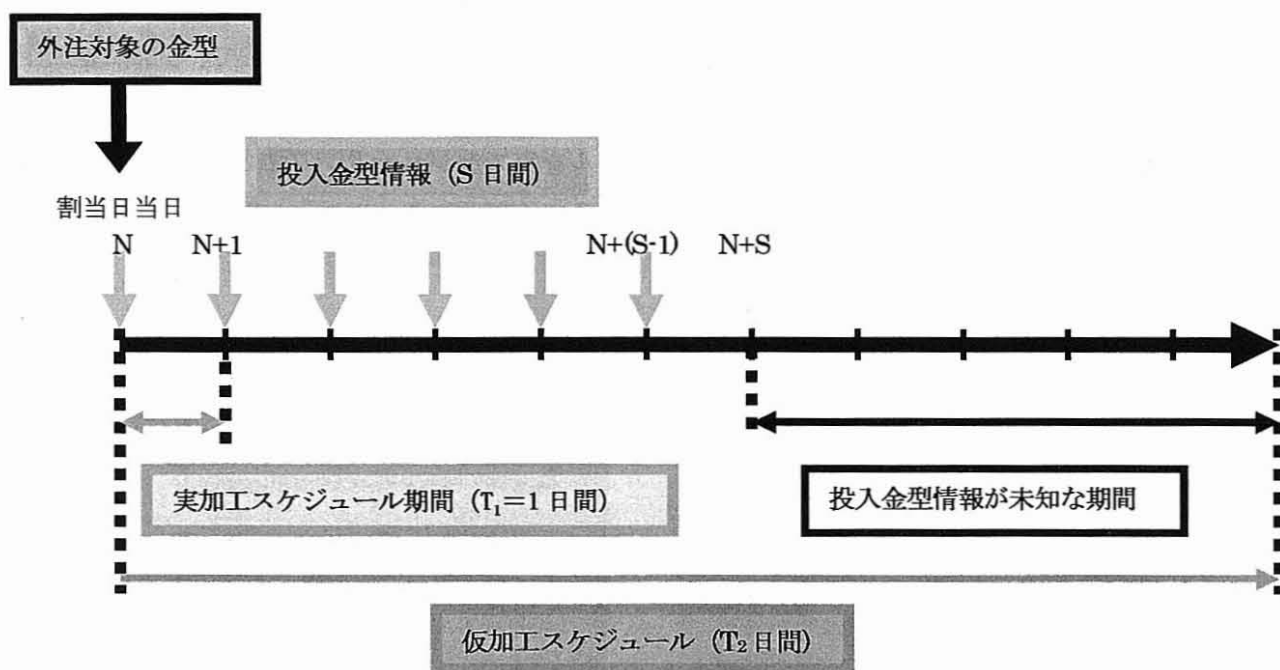 外注対象の金型
投入金型情報（S 日間）
割当日当日
N N+1 N+(S-1) N+S
実加工スケジュール期間（T₁＝1 日間）
投入金型情報が未知な期間
仮加工スケジュール（T₂日間）